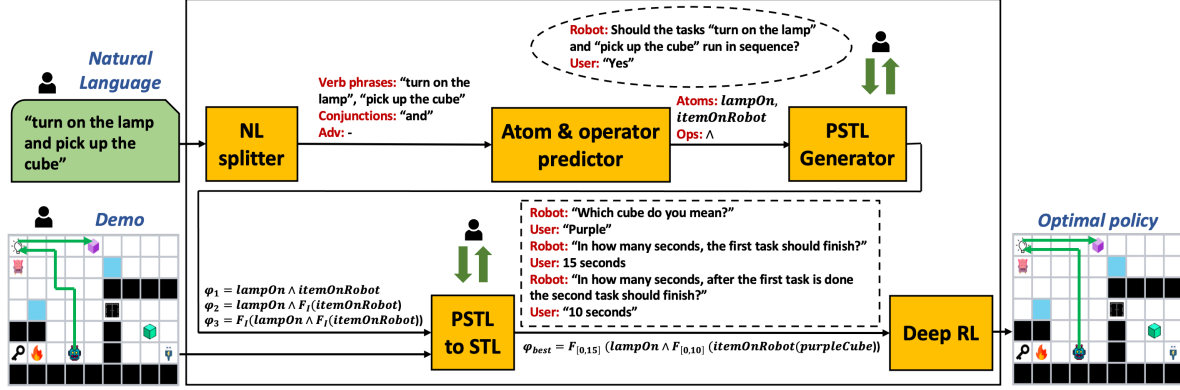 Natural
Language
“turn on the lamp
and pick up the
cube”
NL
splitter
Verb phrases: “turn on the
lamp”, “pick up the cube”
Conjunctions: “and”
Adv: -
Atom & operator
predictor
Robot: Should the tasks “turn on the lamp”
and “pick up the cube” run in sequence?
User: “Yes”
Atoms: lampOn,
itemOnRobot
Ops: ∧
PSTL
Generator
Demo
φ₁ = lampOn ∧ itemOnRobot
φ₂ = lampOn ∧ F_I(itemOnRobot)
φ₃ = F_I(lampOn ∧ F_I(itemOnRobot))
PSTL
to STL
Robot: “Which cube do you mean?”
User: “Purple”
Robot: “In how many seconds, the first task should finish?”
User: 15 seconds
Robot: “In how many seconds, after the first task is done
the second task should finish?”
User: “10 seconds”
φ_best = F_[0,15] (lampOn ∧ F_[0,10] (itemOnRobot(purpleCube))
Deep RL
Optimal policy